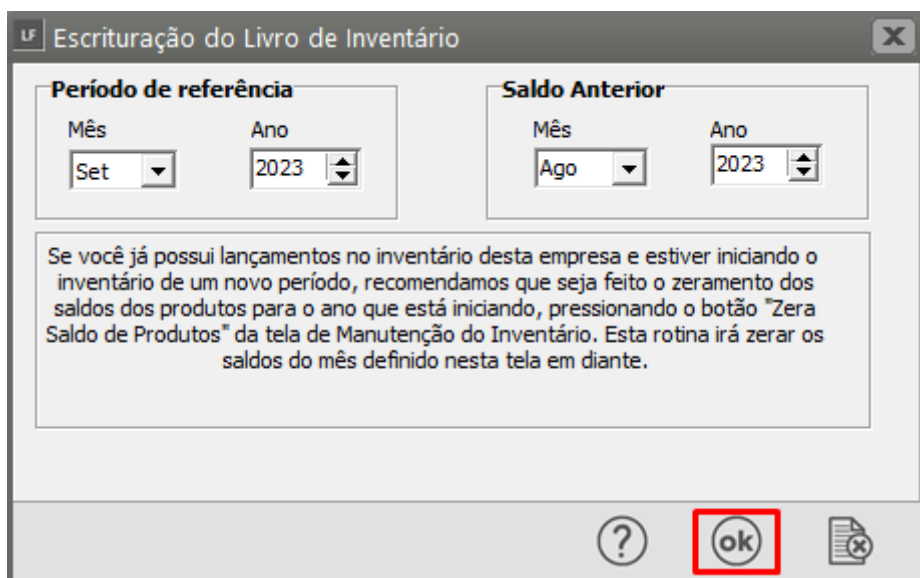 LF Escrituração do Livro de Inventário
Período de referência
Mês Ano
Set 2023
Saldo Anterior
Mês Ano
Ago 2023
Se você já possui lançamentos no inventário desta empresa e estiver iniciando o
inventário de um novo período, recomendamos que seja feito o zeramento dos
saldos dos produtos para o ano que está iniciando, pressionando o botão "Zera
Saldo de Produtos" da tela de Manutenção do Inventário. Esta rotina irá zerar os
saldos do mês definido nesta tela em diante.
? ok